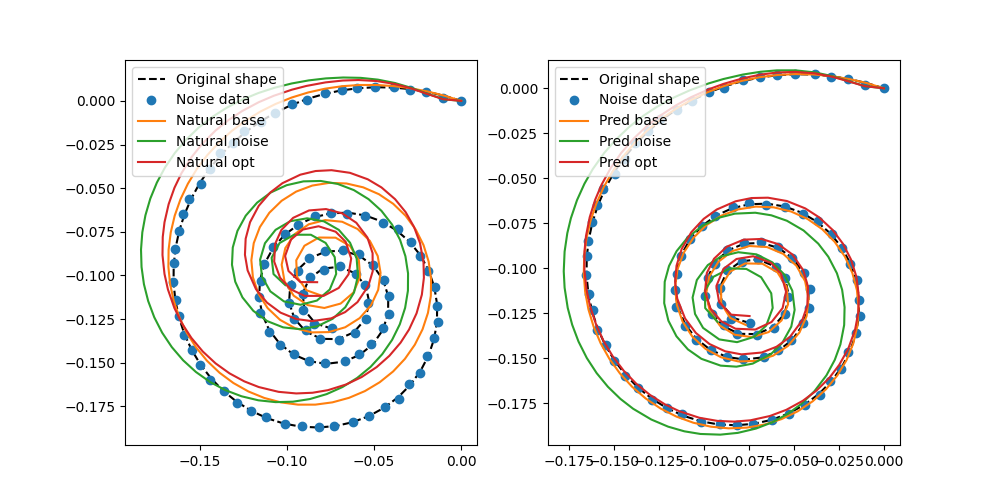 Original shape
Noise data
Natural base
Natural noise
Natural opt
0.000
−0.025
−0.050
−0.075
−0.100
−0.125
−0.150
−0.175
−0.15 −0.10 −0.05 0.00
Original shape
Noise data
Pred base
Pred noise
Pred opt
0.000
−0.025
−0.050
−0.075
−0.100
−0.125
−0.150
−0.175
−0.175−0.150−0.125−0.100−0.075−0.050−0.0250.000